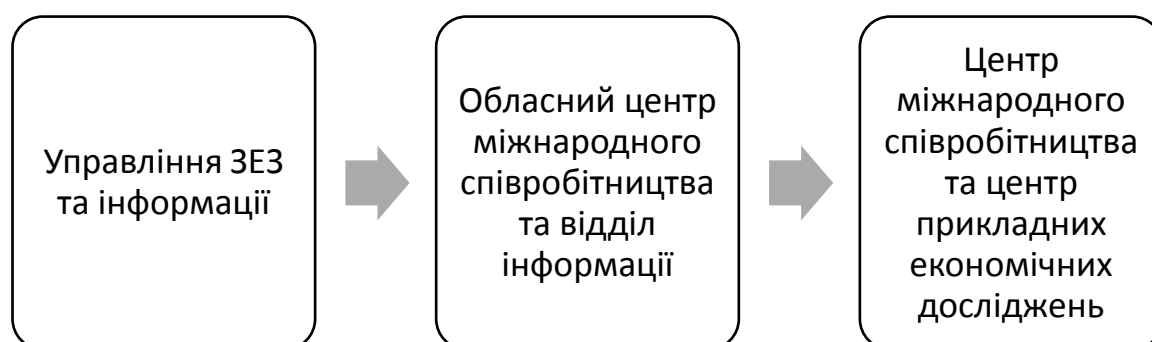 Управління ЗЕЗ
та інформації
Обласний центр
міжнародного
співробітництва
та відділ
інформації
Центр
міжнародного
співробітництва
та центр
прикладних
економічних
досліджень